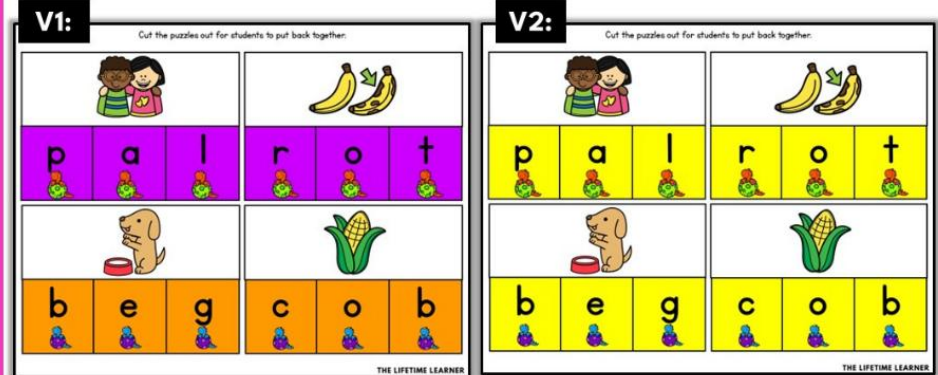 V1:
Cut the puzzles out for students to put back together.
p a l
r o t
b e g
c o b
THE LIFETIME LEARNER
V2:
Cut the puzzles out for students to put back together.
p a l
r o t
b e g
c o b
THE LIFETIME LEARNER